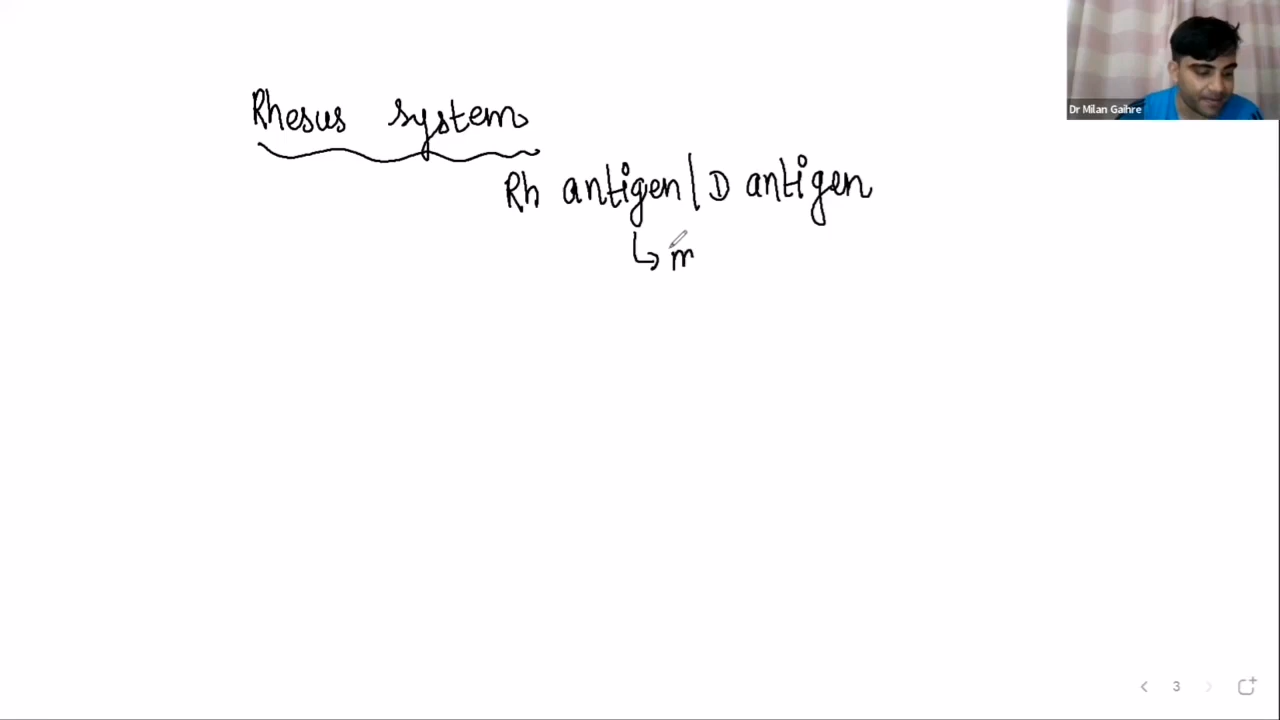 Rhesus system
Rh antigen/D antigen
↳ m
Dr Milan Gaihre
3